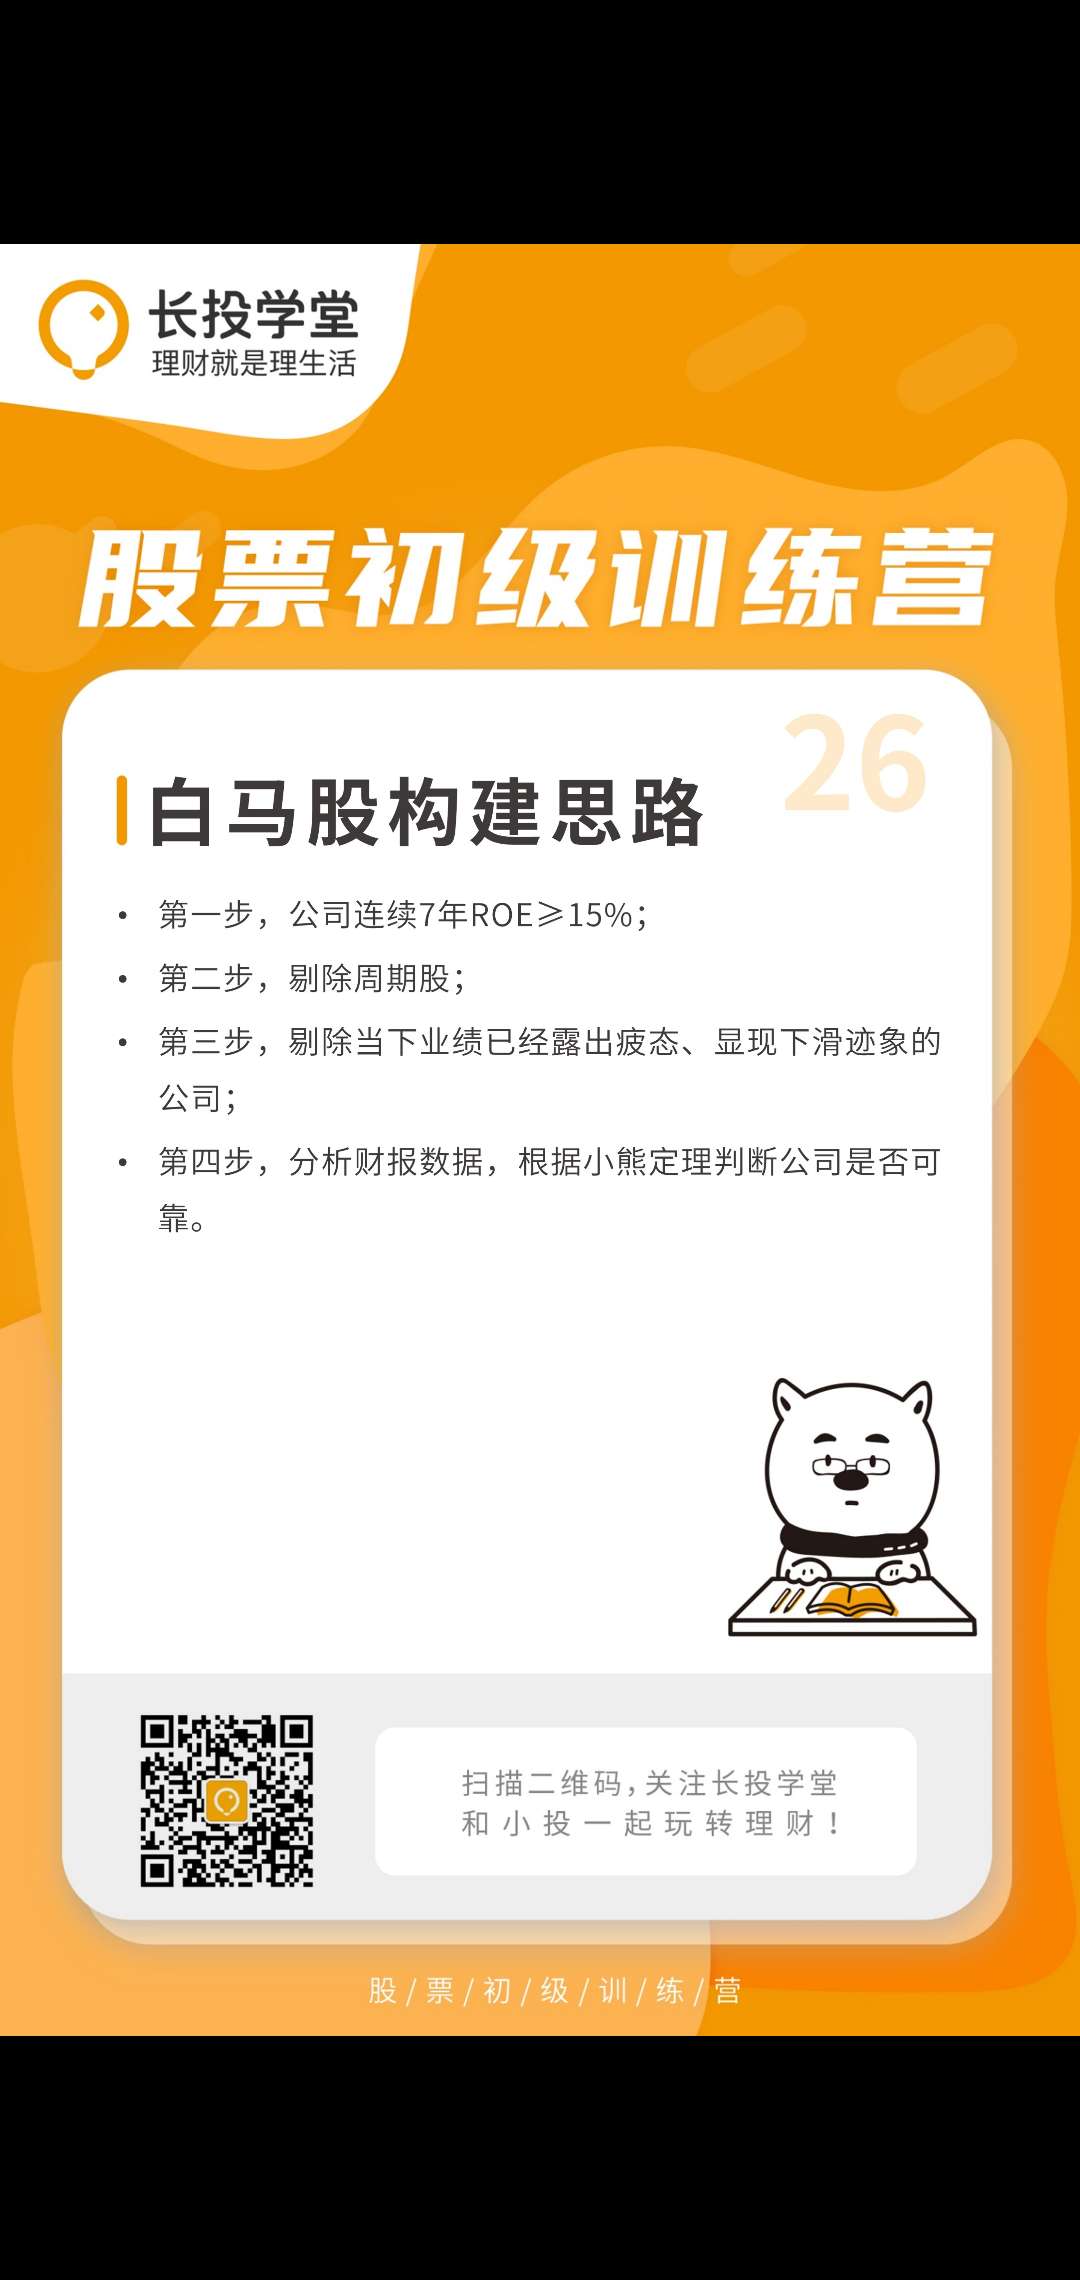 长投学堂
理财就是理生活
股票初级训练营
26
白马股构建思路
• 第一步，公司连续7年ROE≥15%；
• 第二步，剔除周期股；
• 第三步，剔除当下业绩已经露出疲态、显现下滑迹象的
公司；
• 第四步，分析财报数据，根据小熊定理判断公司是否可
靠。
扫描二维码，关注长投学堂
和小投一起玩转理财！
股/票/初/级/训/练/营